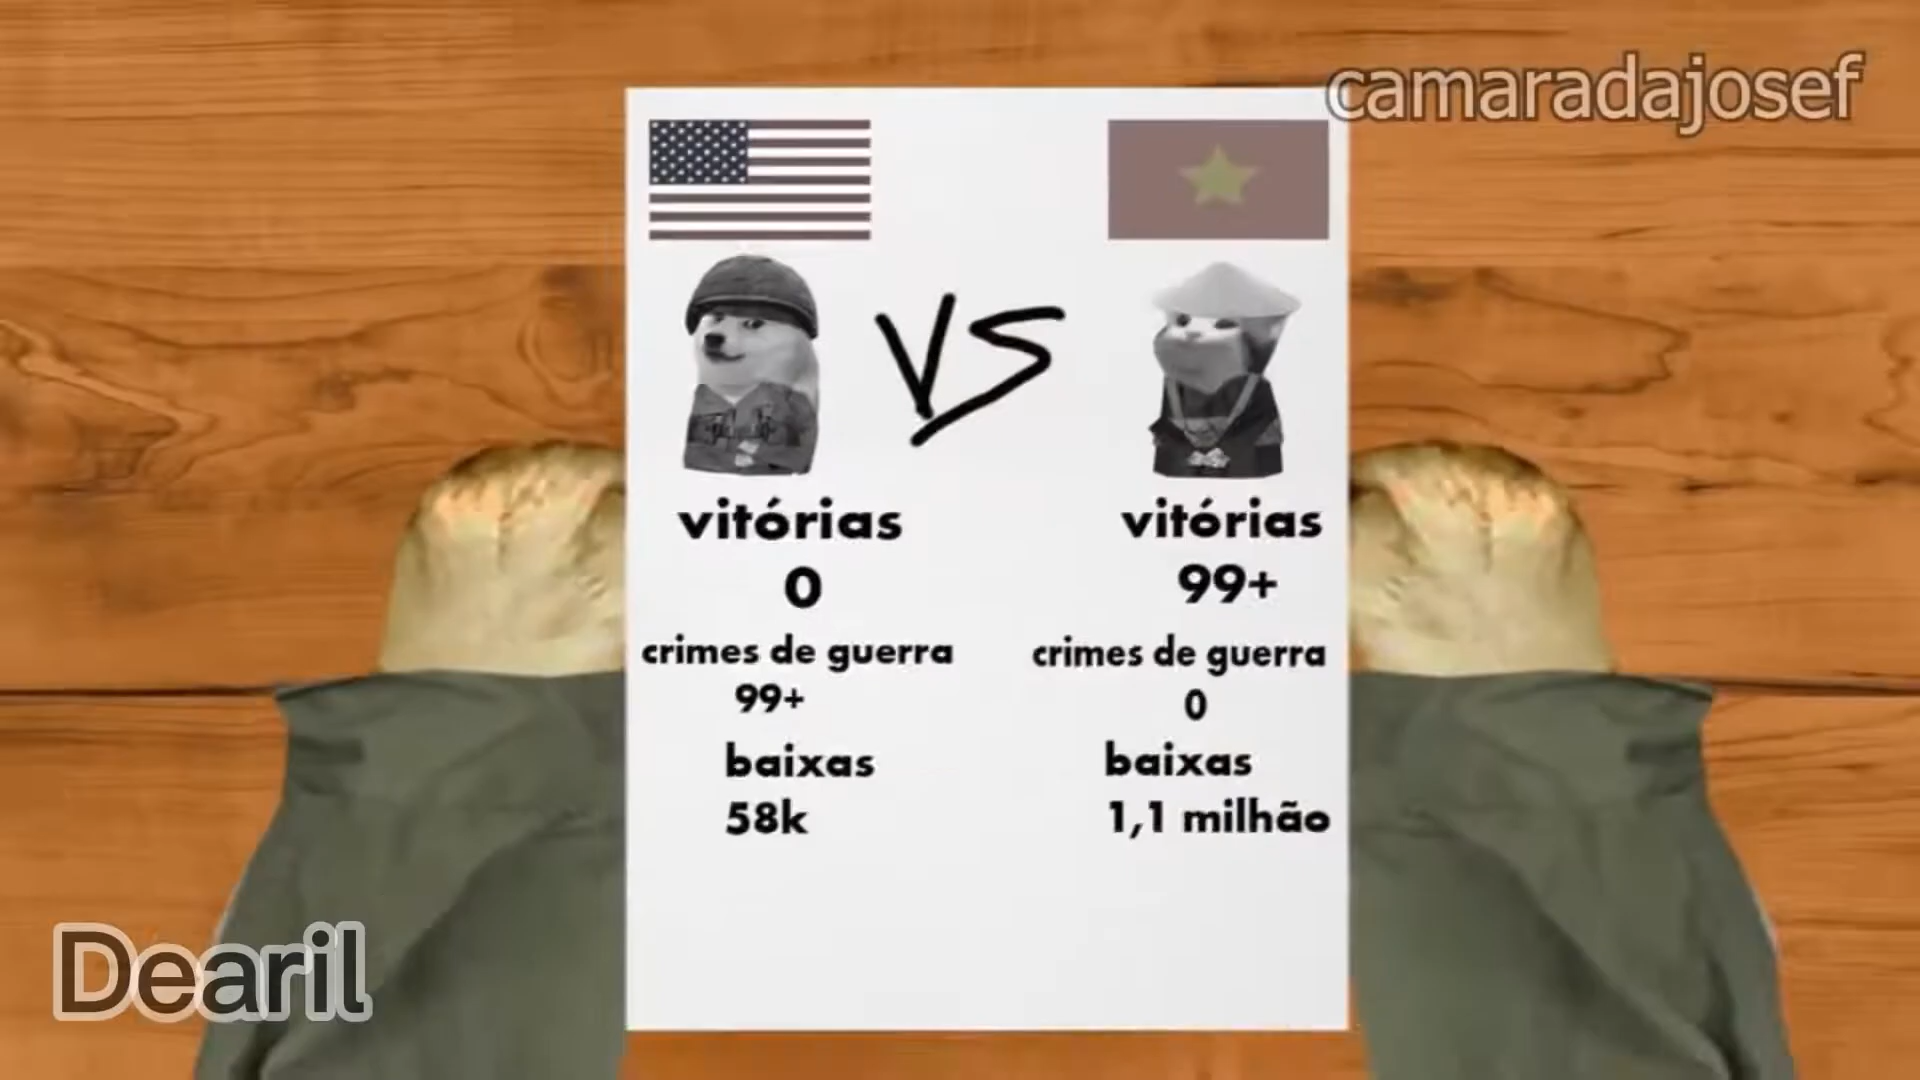 camaradajosef
VS
vitórias
vitórias
0
99+
crimes de guerra
crimes de guerra
99+
0
baixas
baixas
58k
1,1 milhão
Dearil